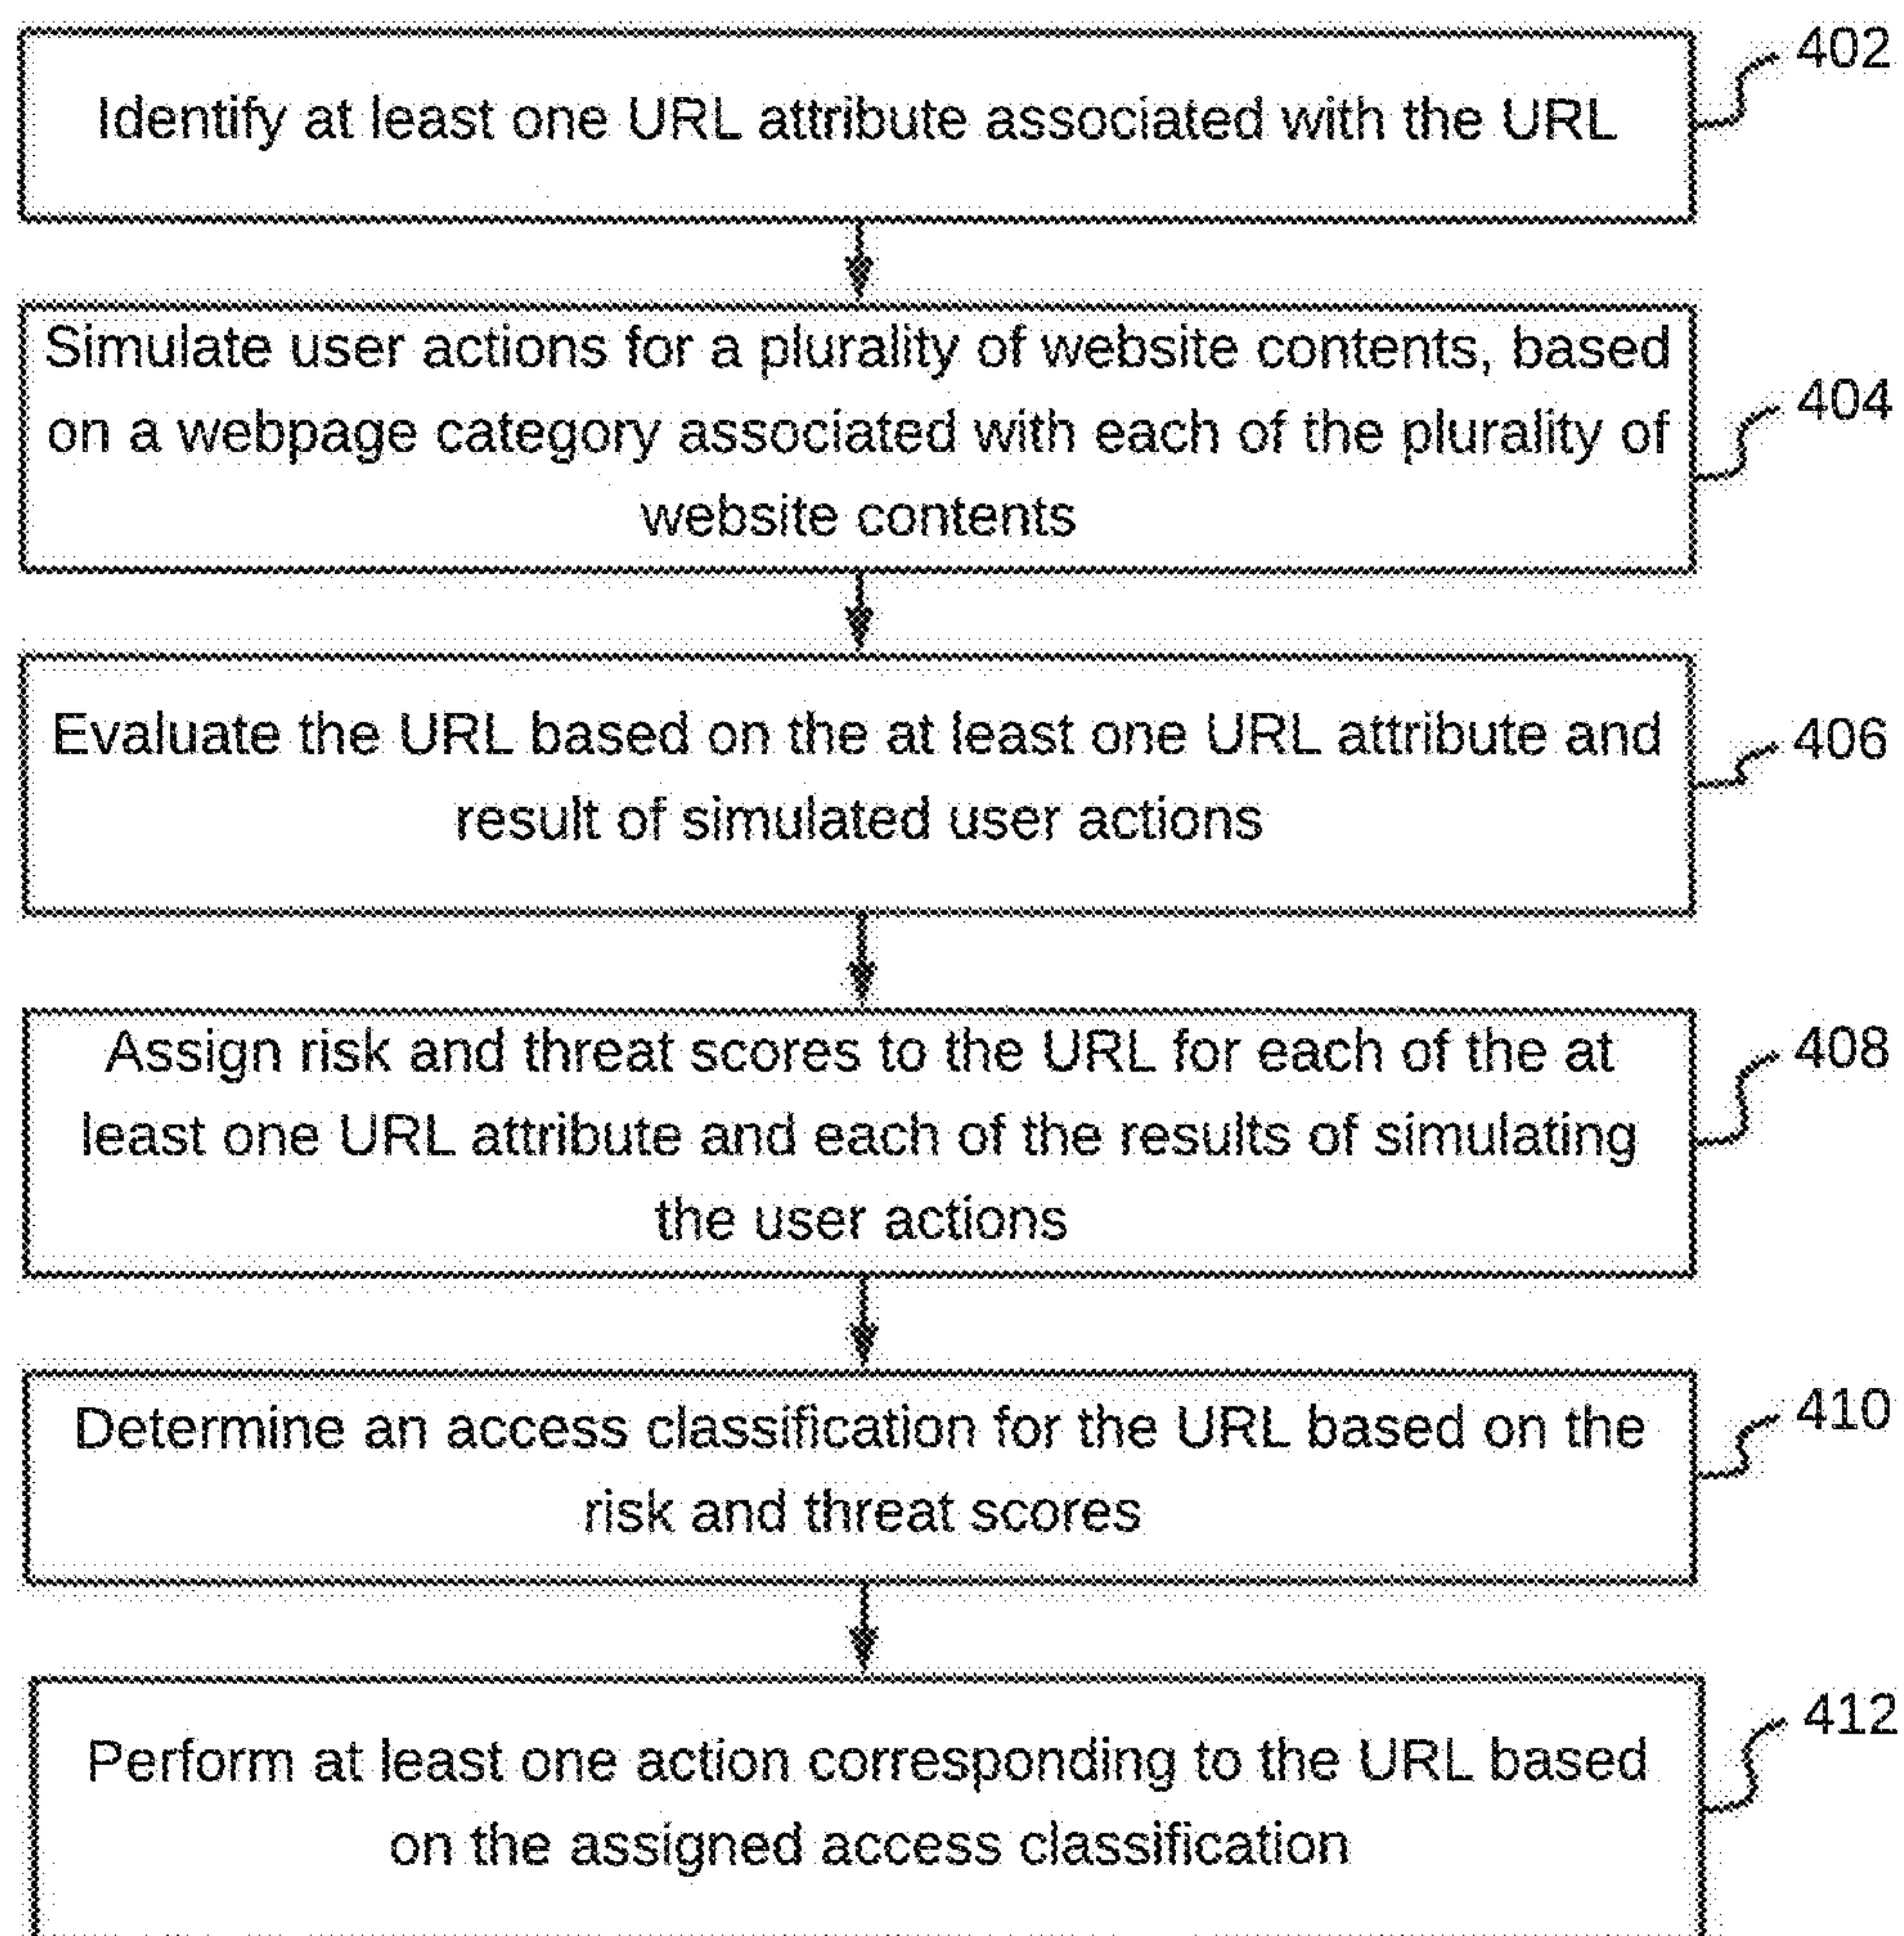 402
Identify at least one URL attribute associated with the URL
Simulate user actions for a plurality of website contents, based
404
on a webpage category associated with each of the plurality of
website contents
Evaluate the URL based on the at least one URL attribute and
406
result of simulated user actions
Assign risk and threat scores to the URL for each of the at
408
least one URL attribute and each of the results of simulating
the user actions
Determine an access classification for the URL based on the
410
risk and threat scores
412
Perform at least one action corresponding to the URL based
on the assigned access classification